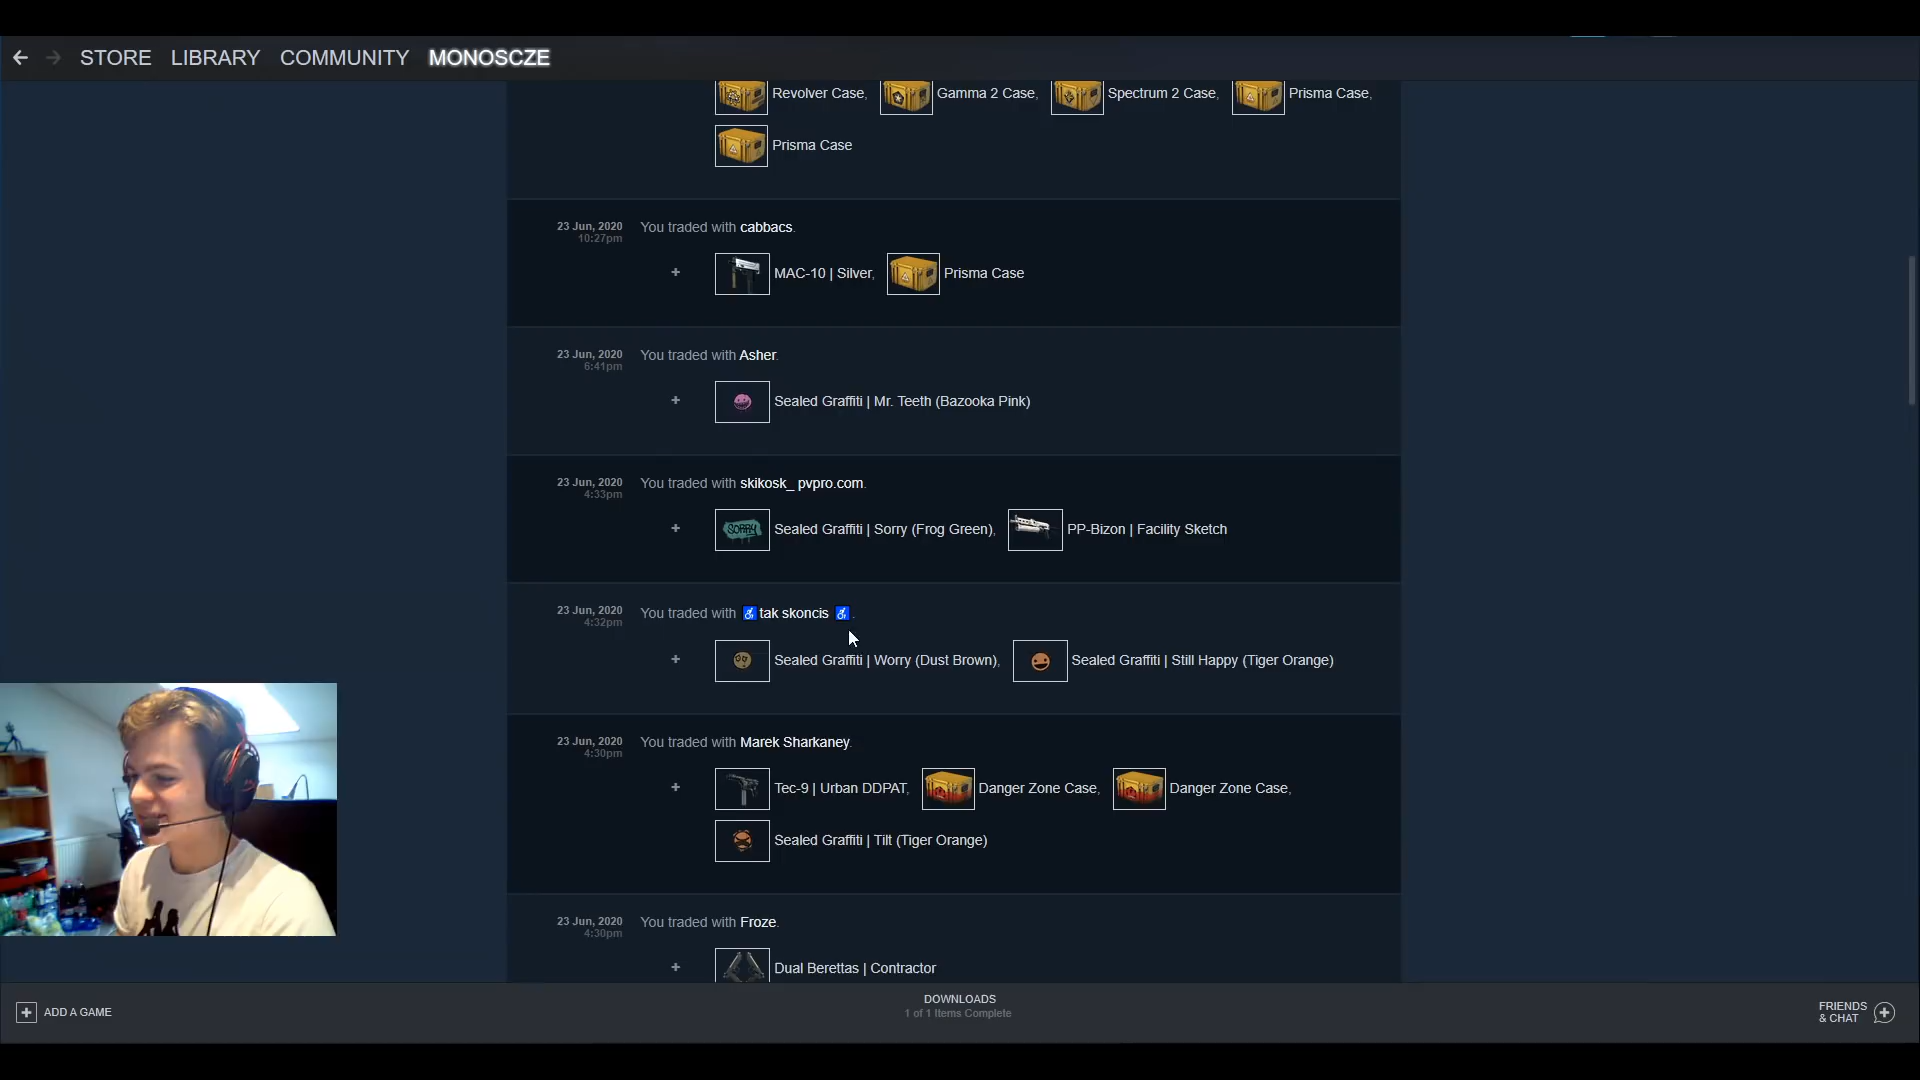 STORE LIBRARY COMMUNITY MONOSCZE
Revolver Case, Gamma 2 Case, Spectrum 2 Case, Prisma Case,
Prisma Case
23 Jun, 2020 You traded with cabbacs.
10:27pm
+ MAC-10 | Silver, Prisma Case
23 Jun, 2020 You traded with Asher.
6:41pm
+ Sealed Graffiti | Mr. Teeth (Bazooka Pink)
23 Jun, 2020 You traded with skikosk_ pvpro.com.
4:33pm
+ SORRY Sealed Graffiti | Sorry (Frog Green), PP-Bizon | Facility Sketch
23 Jun, 2020 You traded with ♿tak skoncis ♿.
4:32pm
+ Sealed Graffiti | Worry (Dust Brown), Sealed Graffiti | Still Happy (Tiger Orange)
23 Jun, 2020 You traded with Marek Sharkaney.
4:30pm
+ Tec-9 | Urban DDPAT, Danger Zone Case, Danger Zone Case,
Sealed Graffiti | Tilt (Tiger Orange)
23 Jun, 2020 You traded with Froze.
4:30pm
+ Dual Berettas | Contractor
+ ADD A GAME
DOWNLOADS
1 of 1 Items Complete
FRIENDS
& CHAT +